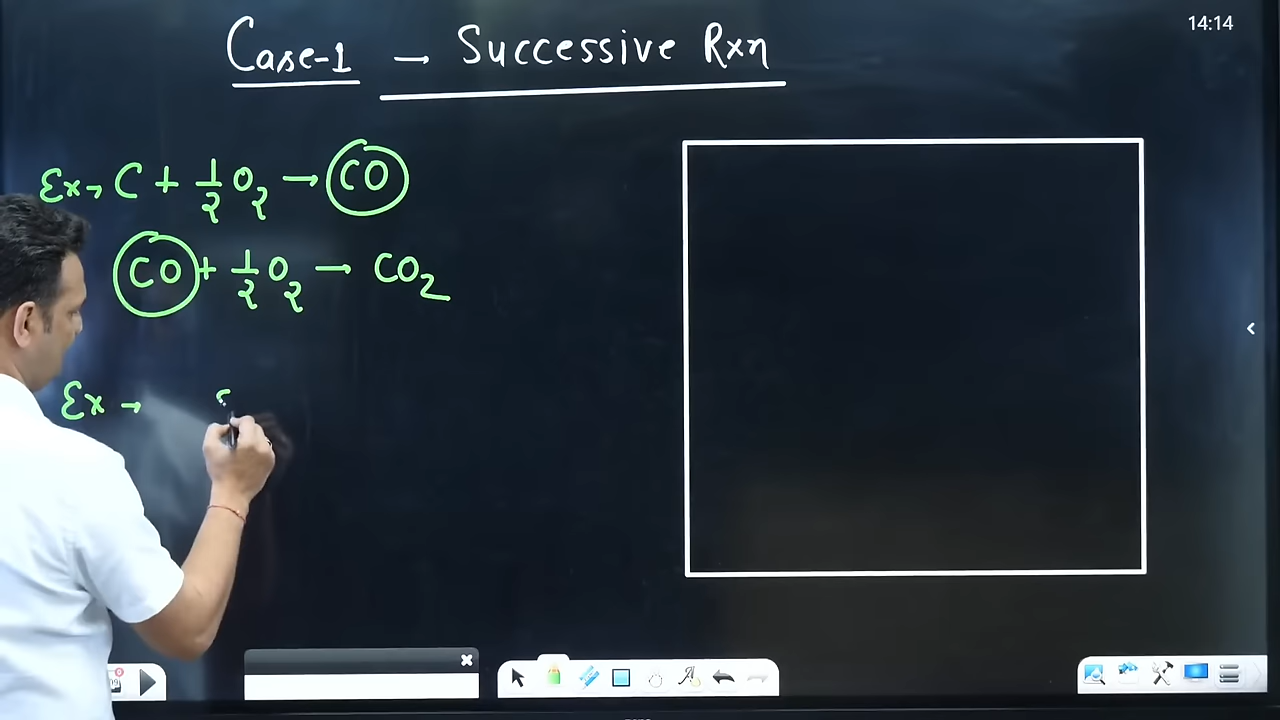 14:14
Case-1 → Successive Rxn
Ex→ C + 1/2 O2 → CO
CO + 1/2 O2 → CO2
Ex →